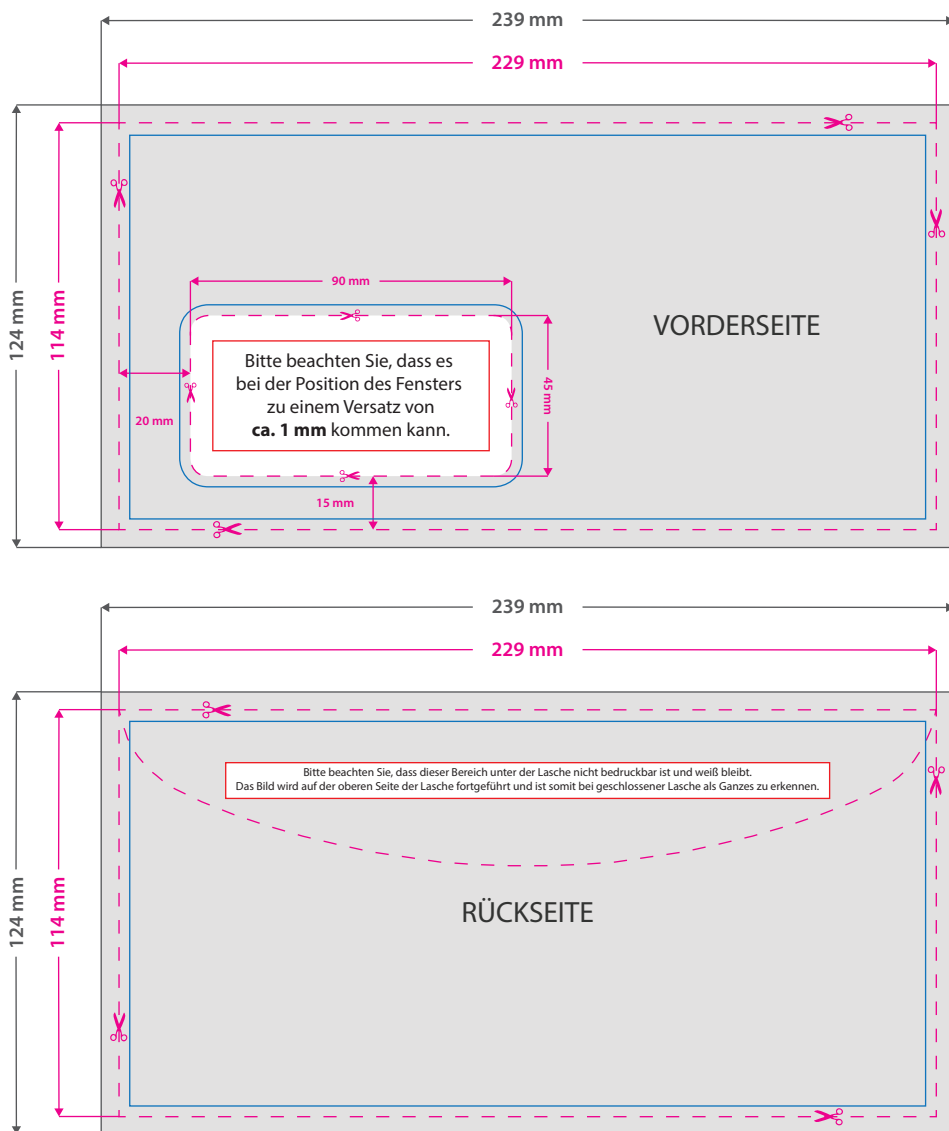 239 mm
229 mm
124 mm
114 mm
90 mm
VORDERSEITE
Bitte beachten Sie, dass es
bei der Position des Fensters
zu einem Versatz von
ca. 1 mm kommen kann.
45 mm
20 mm
15 mm
239 mm
229 mm
124 mm
114 mm
Bitte beachten Sie, dass dieser Bereich unter der Lasche nicht bedruckbar ist und weiß bleibt.
Das Bild wird auf der oberen Seite der Lasche fortgeführt und ist somit bei geschlossener Lasche als Ganzes zu erkennen.
RÜCKSEITE